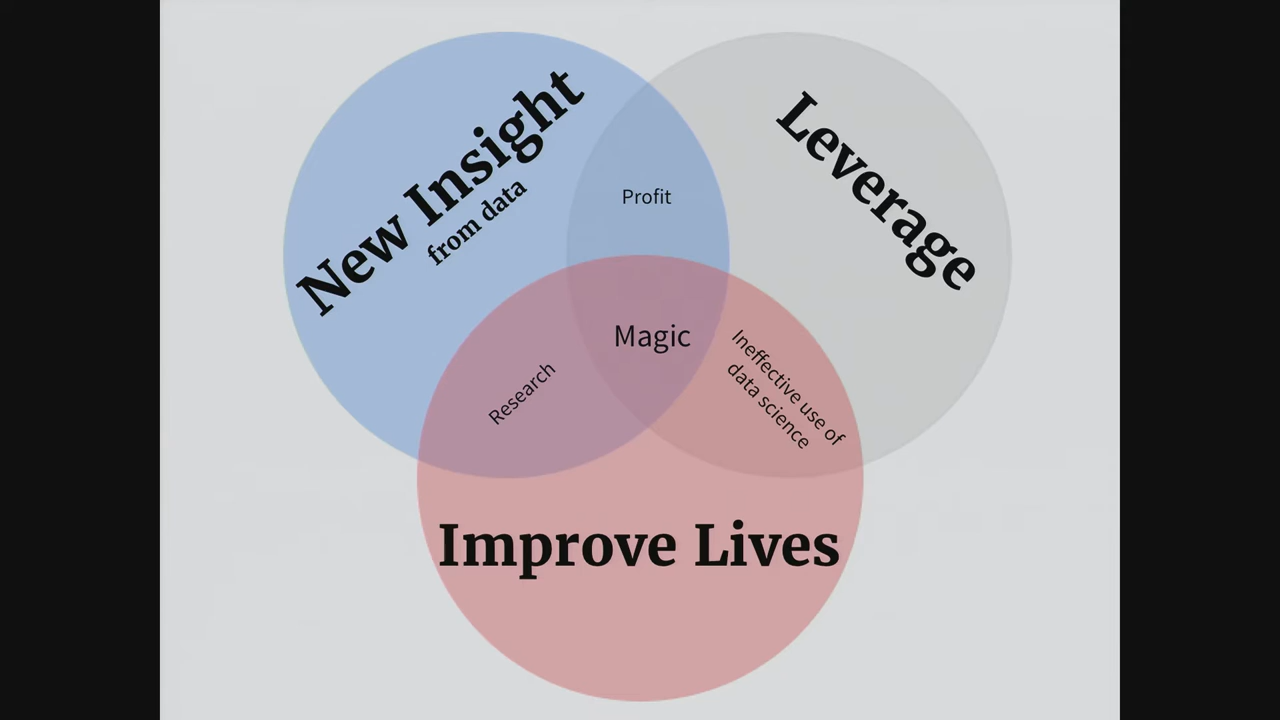 New Insight
from data
Leverage
Profit
Magic
Research
Ineffective use of
data science
Improve Lives